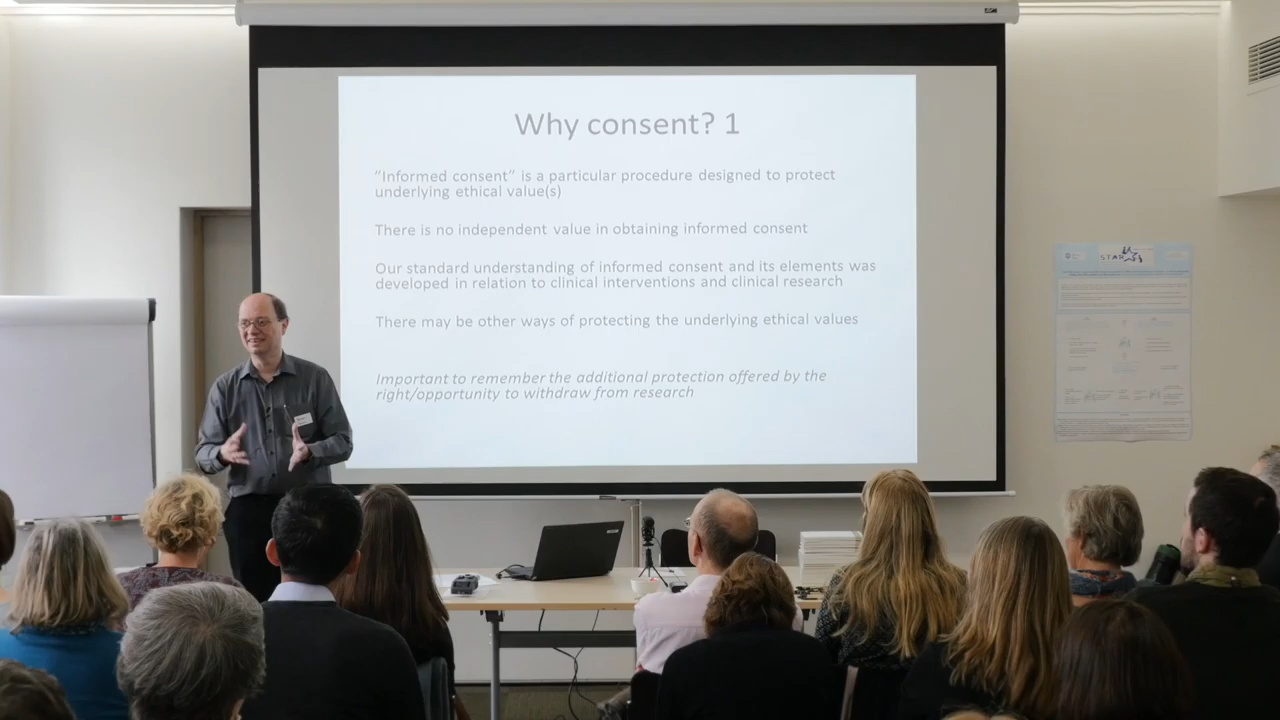 Why consent? 1
"Informed consent" is a particular procedure designed to protect
underlying ethical value(s)
There is no independent value in obtaining informed consent
Our standard understanding of informed consent and its elements was
developed in relation to clinical interventions and clinical research
There may be other ways of protecting the underlying ethical values
Important to remember the additional protection offered by the
right/opportunity to withdraw from research
STAR